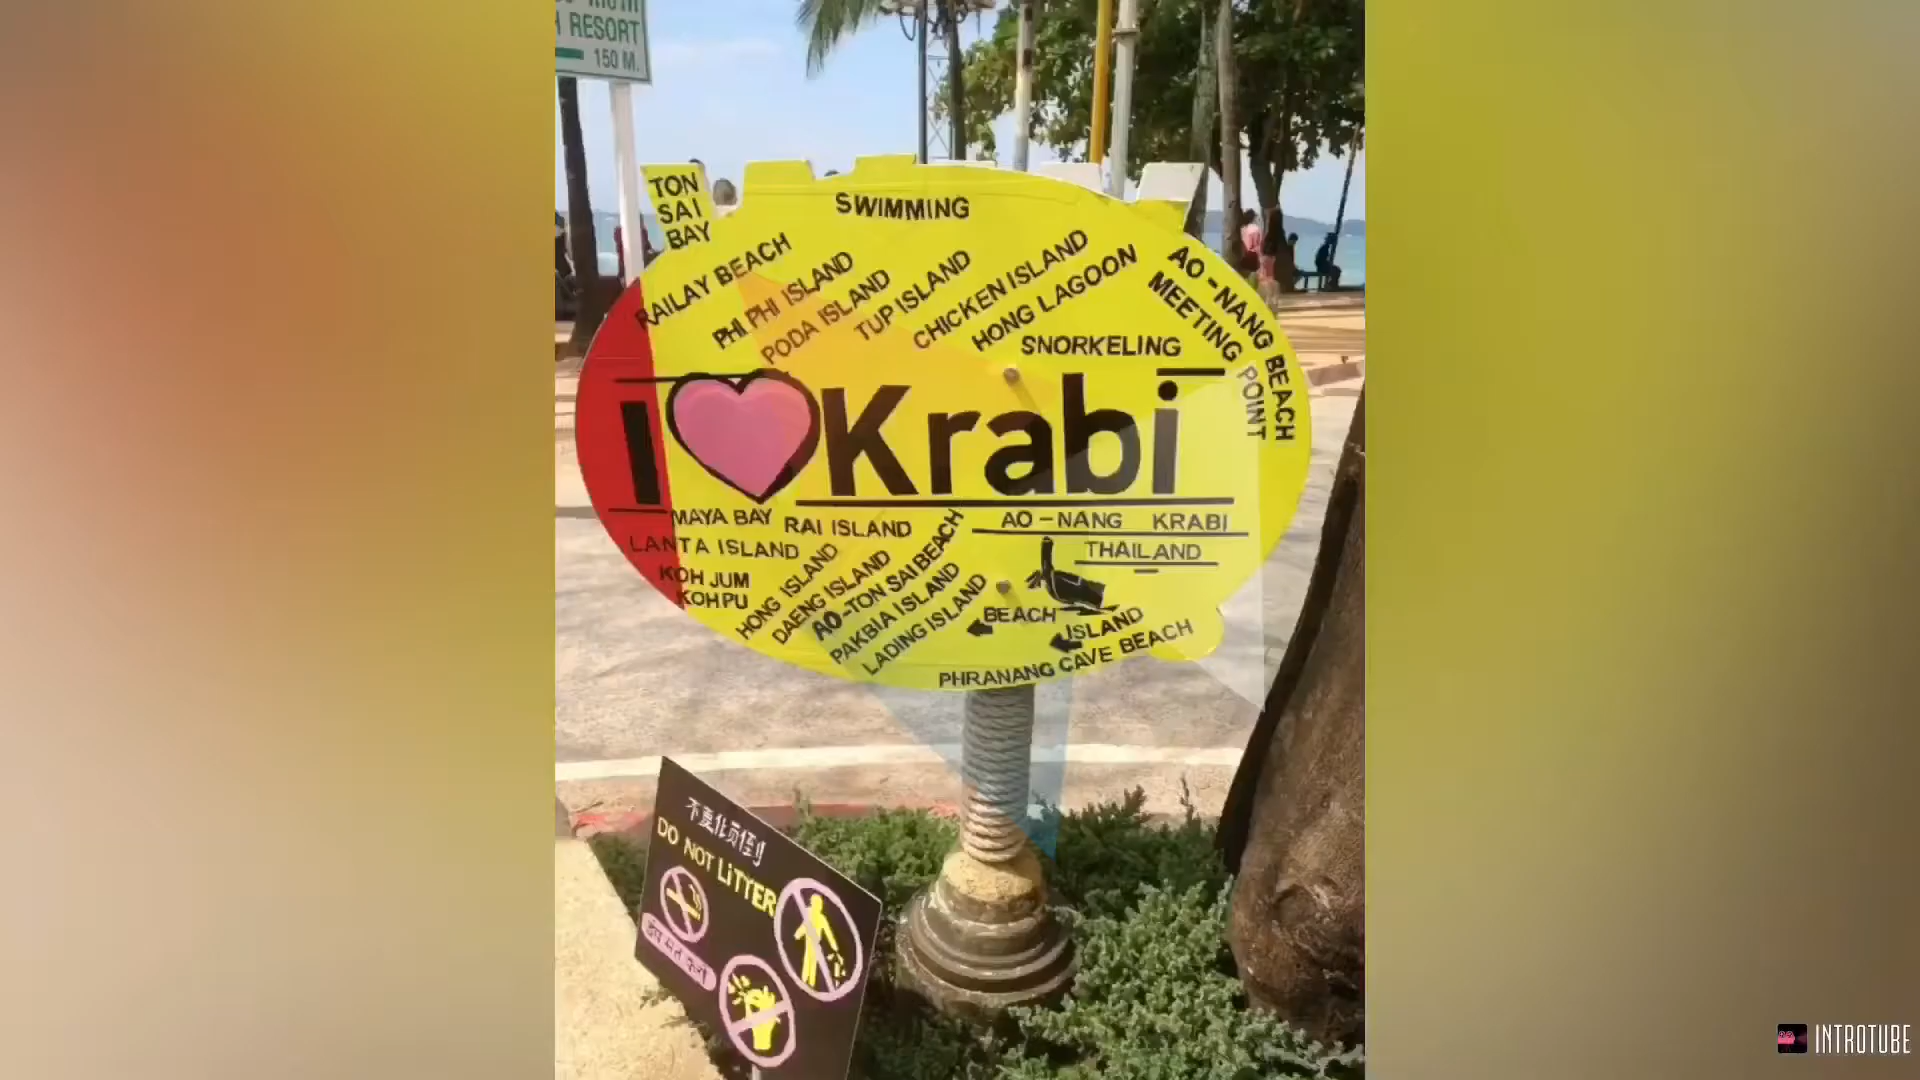 RESORT
150 M.
TON
SAI
BAY
SWIMMING
RAILAY BEACH
PHI PHI ISLAND
PODA ISLAND
TUP ISLAND
CHICKEN ISLAND
HONG LAGOON
SNORKELING
AO-NANG BEACH
MEETING POINT
I Krabi
MAYA BAY
RAI ISLAND
LANTA ISLAND
KOH JUM
KOH PU
HONG ISLAND
DAENG ISLAND
AO-TON SAI BEACH
PAKBIA ISLAND
LADING ISLAND
AO-NANG KRABI
THAILAND
BEACH
ISLAND
PHRANANG CAVE BEACH
DO NOT LiTTER
INTROTUBE